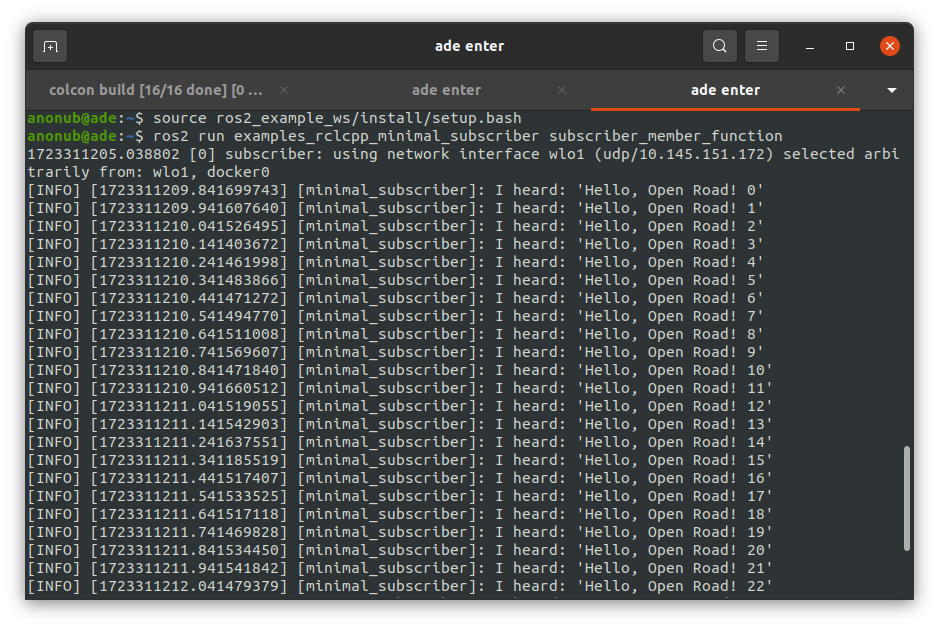 ade enter
colcon build [16/16 done] [0 ...
ade enter
ade enter
anonub@ade:~$ source ros2_example_ws/install/setup.bash
anonub@ade:~$ ros2 run examples_rclcpp_minimal_subscriber subscriber_member_function
1723311205.038802 [0] subscriber: using network interface wlo1 (udp/10.145.151.172) selected arbi
trarily from: wlo1, docker0
[INFO] [1723311209.841699743] [minimal_subscriber]: I heard: 'Hello, Open Road! 0'
[INFO] [1723311209.941607640] [minimal_subscriber]: I heard: 'Hello, Open Road! 1'
[INFO] [1723311210.041526495] [minimal_subscriber]: I heard: 'Hello, Open Road! 2'
[INFO] [1723311210.141403672] [minimal_subscriber]: I heard: 'Hello, Open Road! 3'
[INFO] [1723311210.241461998] [minimal_subscriber]: I heard: 'Hello, Open Road! 4'
[INFO] [1723311210.341483866] [minimal_subscriber]: I heard: 'Hello, Open Road! 5'
[INFO] [1723311210.441471272] [minimal_subscriber]: I heard: 'Hello, Open Road! 6'
[INFO] [1723311210.541494770] [minimal_subscriber]: I heard: 'Hello, Open Road! 7'
[INFO] [1723311210.641511008] [minimal_subscriber]: I heard: 'Hello, Open Road! 8'
[INFO] [1723311210.741569607] [minimal_subscriber]: I heard: 'Hello, Open Road! 9'
[INFO] [1723311210.841471840] [minimal_subscriber]: I heard: 'Hello, Open Road! 10'
[INFO] [1723311210.941660512] [minimal_subscriber]: I heard: 'Hello, Open Road! 11'
[INFO] [1723311211.041519055] [minimal_subscriber]: I heard: 'Hello, Open Road! 12'
[INFO] [1723311211.141542903] [minimal_subscriber]: I heard: 'Hello, Open Road! 13'
[INFO] [1723311211.241637551] [minimal_subscriber]: I heard: 'Hello, Open Road! 14'
[INFO] [1723311211.341185519] [minimal_subscriber]: I heard: 'Hello, Open Road! 15'
[INFO] [1723311211.441517407] [minimal_subscriber]: I heard: 'Hello, Open Road! 16'
[INFO] [1723311211.541533525] [minimal_subscriber]: I heard: 'Hello, Open Road! 17'
[INFO] [1723311211.641517118] [minimal_subscriber]: I heard: 'Hello, Open Road! 18'
[INFO] [1723311211.741469828] [minimal_subscriber]: I heard: 'Hello, Open Road! 19'
[INFO] [1723311211.841534450] [minimal_subscriber]: I heard: 'Hello, Open Road! 20'
[INFO] [1723311211.941541842] [minimal_subscriber]: I heard: 'Hello, Open Road! 21'
[INFO] [1723311212.041479379] [minimal_subscriber]: I heard: 'Hello, Open Road! 22'